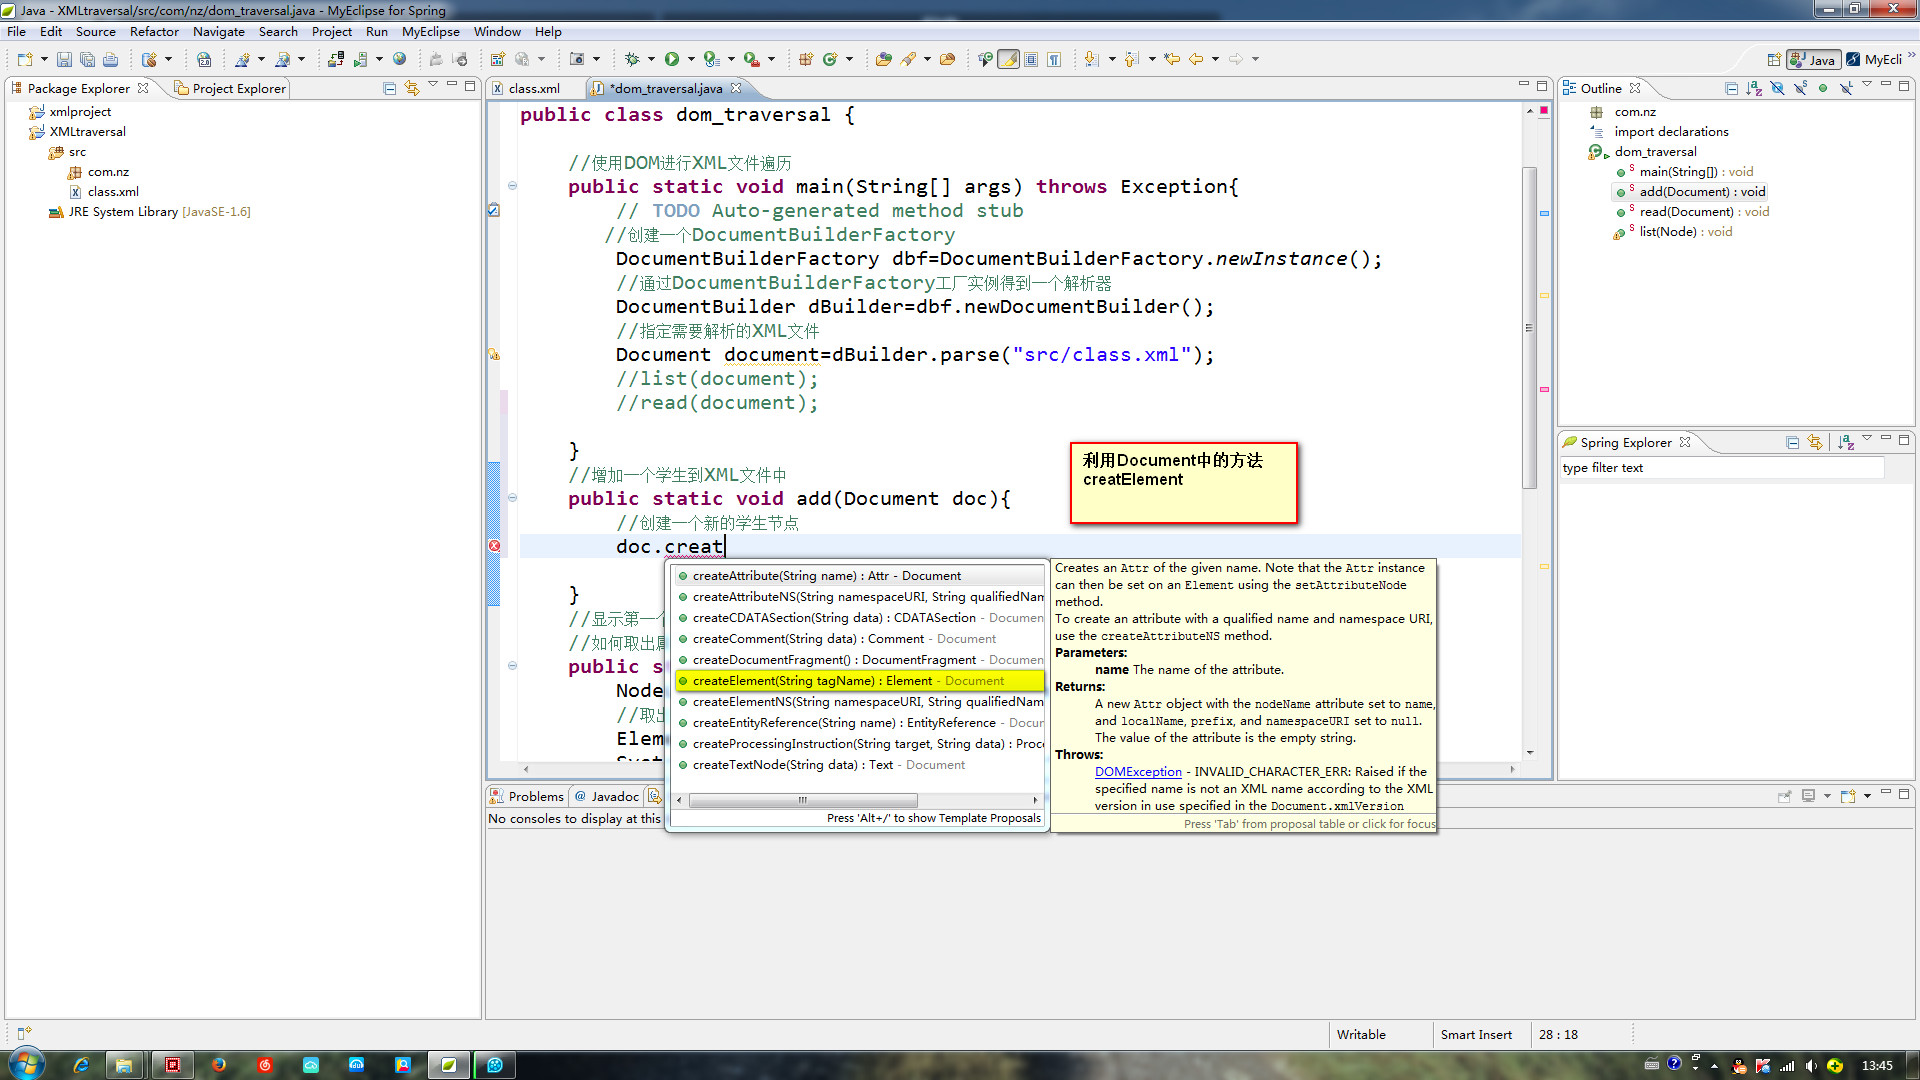 Java - XMLtraversal/src/com/nz/dom_traversal.java - MyEclipse for Spring
File Edit Source Refactor Navigate Search Project Run MyEclipse Window Help
Java MyEcli
Package Explorer Project Explorer
xmlproject
XMLtraversal
src
com.nz
class.xml
JRE System Library [JavaSE-1.6]
class.xml *dom_traversal.java
public class dom_traversal {
//使用DOM进行XML文件遍历
public static void main(String[] args) throws Exception{
// TODO Auto-generated method stub
//创建一个DocumentBuilderFactory
DocumentBuilderFactory dbf=DocumentBuilderFactory.newInstance();
//通过DocumentBuilderFactory工厂实例得到一个解析器
DocumentBuilder dBuilder=dbf.newDocumentBuilder();
//指定需要解析的XML文件
Document document=dBuilder.parse("src/class.xml");
//list(document);
//read(document);
}
//增加一个学生到XML文件中
public static void add(Document doc){
//创建一个新的学生节点
doc.creat
}
//显示第一个
//如何取出属
public s
Node
//取出
Elem
利用Document中的方法
creatElement
createAttribute(String name) : Attr - Document
createAttributeNS(String namespaceURI, String qualifiedNam
createCDATASection(String data) : CDATASection - Documen
createComment(String data) : Comment - Document
createDocumentFragment() : DocumentFragment - Documen
createElement(String tagName) : Element - Document
createElementNS(String namespaceURI, String qualifiedNam
createEntityReference(String name) : EntityReference - Docur
createProcessingInstruction(String target, String data) : Proce
createTextNode(String data) : Text - Document
Press 'Alt+/' to show Template Proposals
Creates an Attr of the given name. Note that the Attr instance
can then be set on an Element using the setAttributeNode
method.
To create an attribute with a qualified name and namespace URI,
use the createAttributeNS method.
Parameters:
name The name of the attribute.
Returns:
A new Attr object with the nodeName attribute set to name,
and localName, prefix, and namespaceURI set to null.
The value of the attribute is the empty string.
Throws:
DOMException - INVALID_CHARACTER_ERR: Raised if the
specified name is not an XML name according to the XML
version in use specified in the Document.xmlVersion
Press 'Tab' from proposal table or click for focus
Problems @ Javadoc
No consoles to display at this
Outline
com.nz
import declarations
dom_traversal
main(String[]) : void
add(Document) : void
read(Document) : void
list(Node) : void
Spring Explorer
type filter text
Writable Smart Insert 28 : 18
13:45